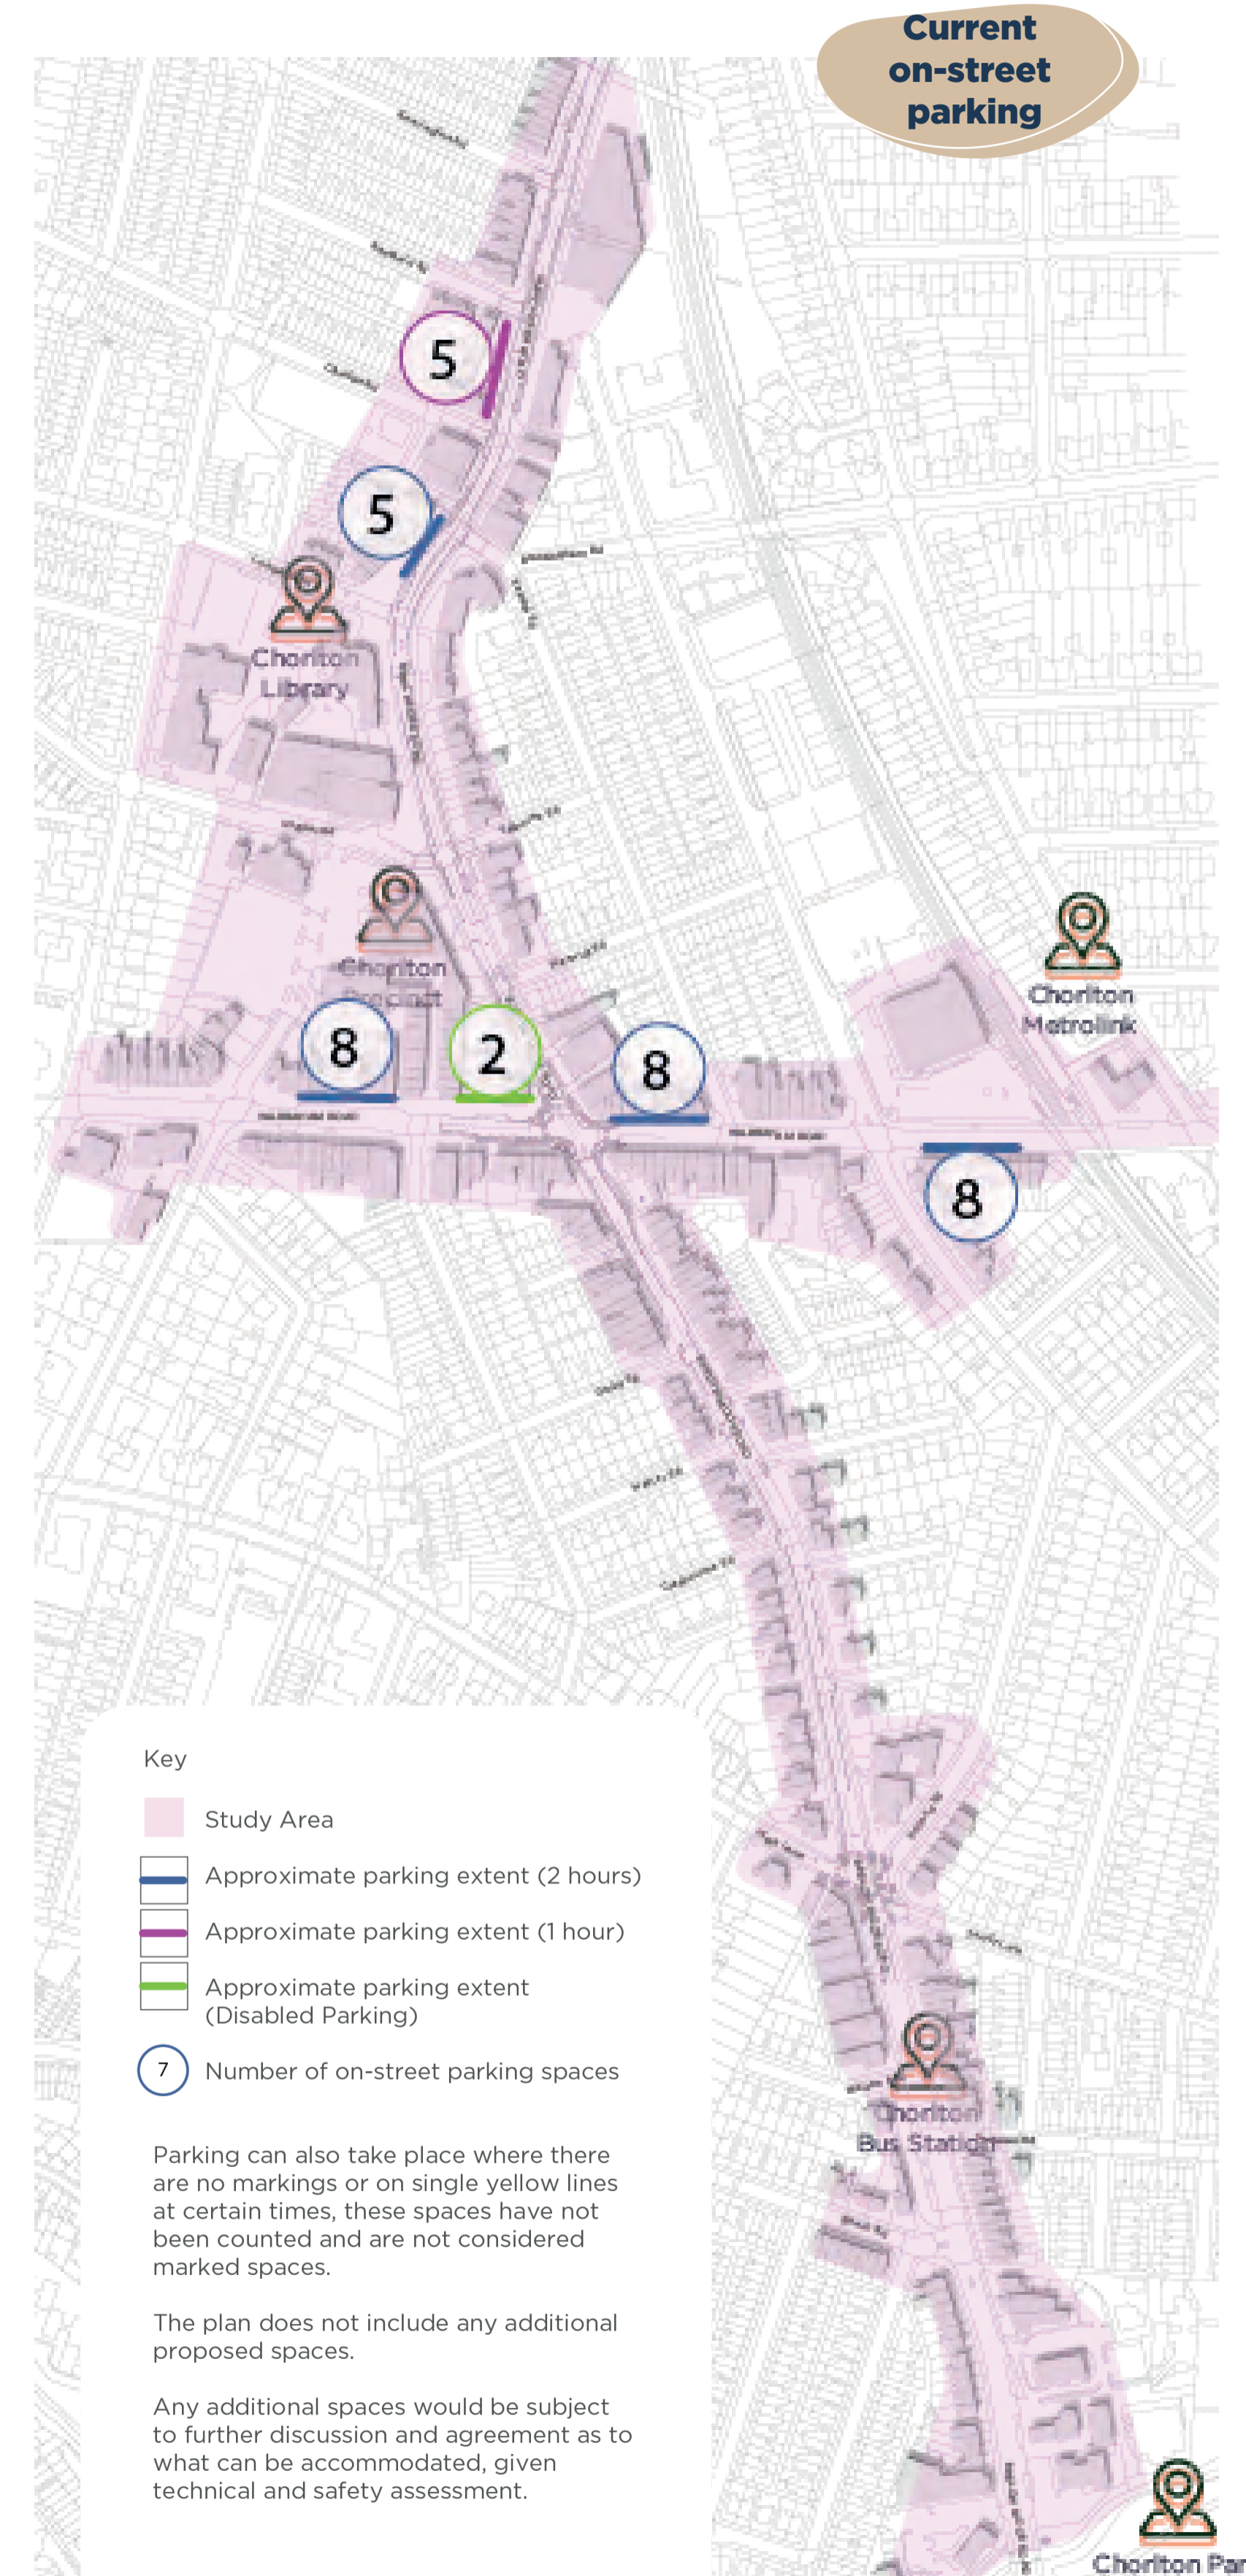 Current
on-street
parking
5
5
Chorlton
Library
Chorlton
Precinct
Chorlton
Metrolink
8
2
8
8
Chorlton
Bus Station
Chorlton Par
Key
Study Area
Approximate parking extent (2 hours)
Approximate parking extent (1 hour)
Approximate parking extent
(Disabled Parking)
7 Number of on-street parking spaces
Parking can also take place where there
are no markings or on single yellow lines
at certain times, these spaces have not
been counted and are not considered
marked spaces.
The plan does not include any additional
proposed spaces.
Any additional spaces would be subject
to further discussion and agreement as to
what can be accommodated, given
technical and safety assessment.